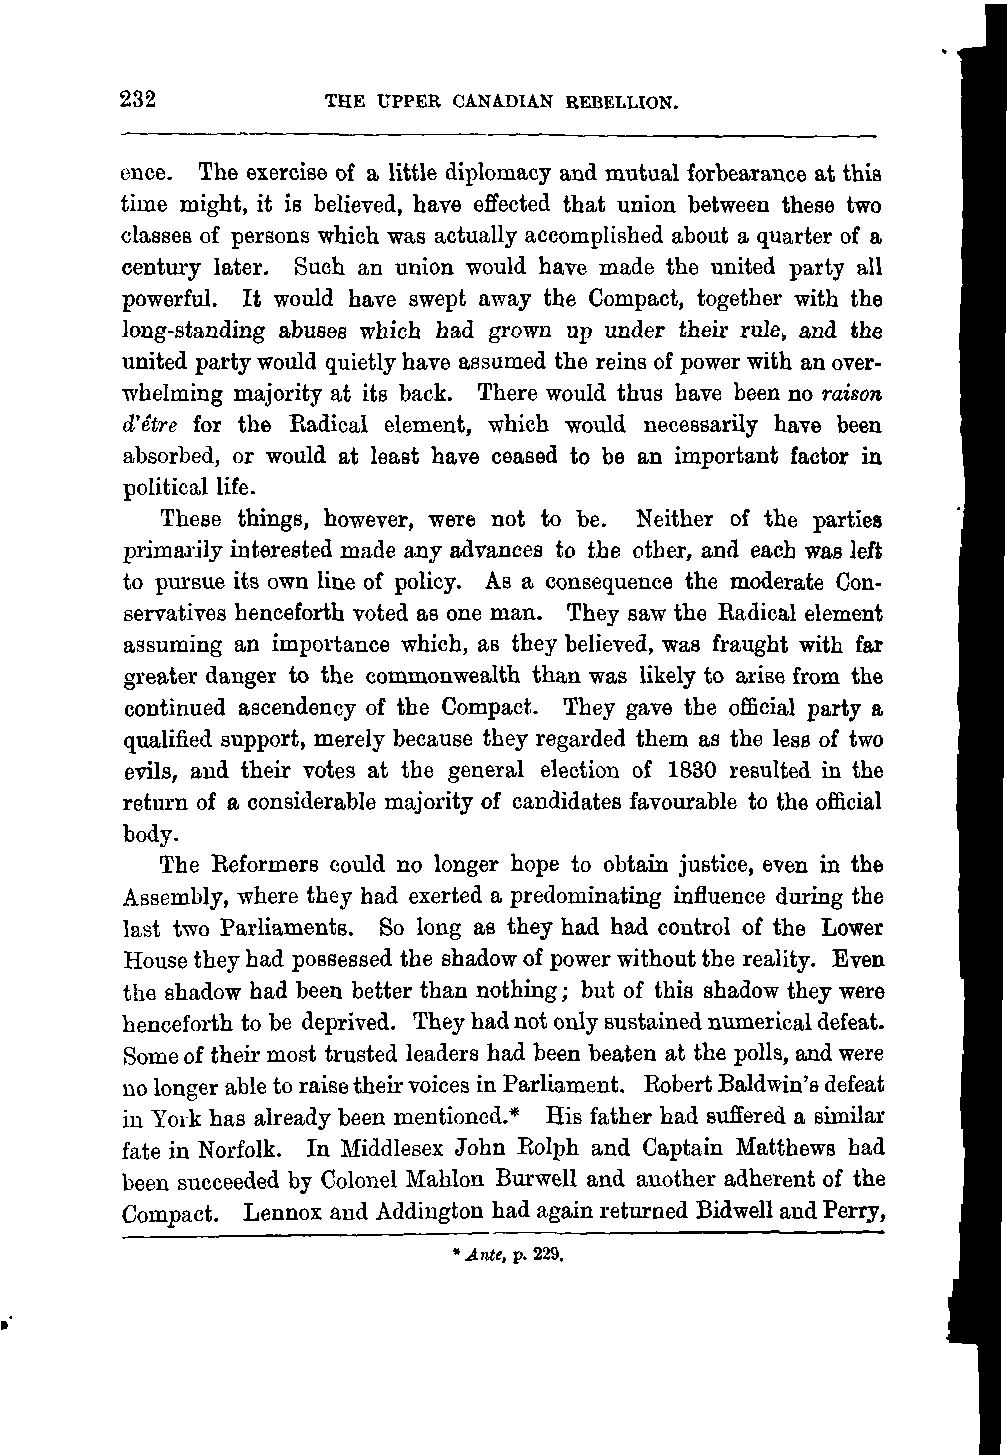 232 THE UPPER CANADIAN REBELLION.
ence. The exercise of a little diplomacy and mutual forbearance at this
time might, it is believed, have effected that union between these two
classes of persons which was actually accomplished about a quarter of a
century later. Such an union would have made the united party all
powerful. It would have swept away the Compact, together with the
long-standing abuses which had grown up under their rule, and the
united party would quietly have assumed the reins of power with an over-
whelming majority at its back. There would thus have been no raison
d'être for the Radical element, which would necessarily have been
absorbed, or would at least have ceased to be an important factor in
political life.
These things, however, were not to be. Neither of the parties
primarily interested made any advances to the other, and each was left
to pursue its own line of policy. As a consequence the moderate Con-
servatives henceforth voted as one man. They saw the Radical element
assuming an importance which, as they believed, was fraught with far
greater danger to the commonwealth than was likely to arise from the
continued ascendency of the Compact. They gave the official party a
qualified support, merely because they regarded them as the less of two
evils, and their votes at the general election of 1830 resulted in the
return of a considerable majority of candidates favourable to the official
body.
The Reformers could no longer hope to obtain justice, even in the
Assembly, where they had exerted a predominating influence during the
last two Parliaments. So long as they had had control of the Lower
House they had possessed the shadow of power without the reality. Even
the shadow had been better than nothing; but of this shadow they were
henceforth to be deprived. They had not only sustained numerical defeat.
Some of their most trusted leaders had been beaten at the polls, and were
no longer able to raise their voices in Parliament. Robert Baldwin's defeat
in York has already been mentioned.* His father had suffered a similar
fate in Norfolk. In Middlesex John Rolph and Captain Matthews had
been succeeded by Colonel Mahlon Burwell and another adherent of the
Compact. Lennox and Addington had again returned Bidwell and Perry,
* Ante, p. 229.